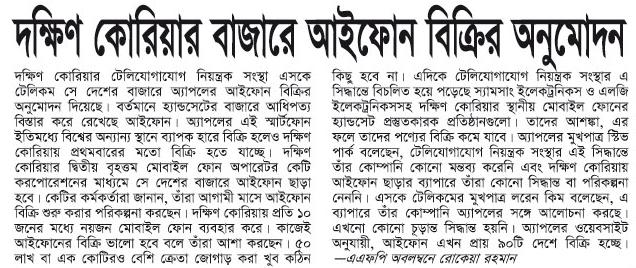 দক্ষিণ কোরিয়ার বাজারে আইফোন বিক্রির অনুমোদন
দক্ষিণ কোরিয়ার টেলিযোগাযোগ নিয়ন্ত্রক সংস্থা এসকে
টেলিকম সে দেশের বাজারে অ্যাপলের আইফোন বিক্রির
অনুমোদন দিয়েছে। বর্তমানে হ্যান্ডসেটের বাজারে আধিপত্য
বিস্তার করে রেখেছে আইফোন। অ্যাপলের এই স্মার্টফোন
ইতিমধ্যে বিশ্বের অন্যান্য স্থানে ব্যাপক হারে বিক্রি হলেও দক্ষিণ
কোরিয়ায় প্রথমবারের মতো বিক্রি হতে যাচ্ছে। দক্ষিণ
কোরিয়ার দ্বিতীয় বৃহত্তম মোবাইল ফোন অপারেটর কেটি
করপোরেশনের মাধ্যমে সে দেশের বাজারে আইফোন ছাড়া
হবে। কেটির কর্মকর্তারা জানান, তাঁরা আগামী মাসে আইফোন
বিক্রি শুরু করার পরিকল্পনা করছেন। দক্ষিণ কোরিয়ায় প্রতি ১০
জনের মধ্যে নয়জন মোবাইল ফোন ব্যবহার করে। কাজেই
আইফোনের বিক্রি ভালো হবে বলে তাঁরা আশা করছেন। ৫০
লাখ বা এক কোটিরও বেশি ক্রেতা জোগাড় করা খুব কঠিন
কিছু হবে না। এদিকে টেলিযোগাযোগ নিয়ন্ত্রক সংস্থার এ
সিদ্ধান্তে বিচলিত হয়ে পড়েছে স্যামসাং ইলেকট্রনিকস ও এলজি
ইলেকট্রনিকসসহ দক্ষিণ কোরিয়ার স্থানীয় মোবাইল ফোনের
হ্যান্ডসেট প্রস্তুতকারক প্রতিষ্ঠানগুলো। তাদের আশঙ্কা, এর
ফলে তাদের পণ্যের বিক্রি কমে যাবে। অ্যাপলের মুখপাত্র স্টিভ
পার্ক বলেছেন, টেলিযোগাযোগ নিয়ন্ত্রক সংস্থার এই সিদ্ধান্তে
তাঁর কোম্পানি কোনো মন্তব্য করেনি এবং দক্ষিণ কোরিয়ায়
আইফোন ছাড়ার ব্যাপারে তাঁরা কোনো সিদ্ধান্ত বা পরিকল্পনা
নেননি। এসকে টেলিকমের মুখপাত্র লরেন কিম বলেছেন, এ
ব্যাপারে তাঁর কোম্পানি অ্যাপলের সঙ্গে আলোচনা করছে।
এখনো কোনো চূড়ান্ত সিদ্ধান্ত হয়নি। অ্যাপলের ওয়েবসাইট
অনুযায়ী, আইফোন এখন প্রায় ৯০টি দেশে বিক্রি হচ্ছে।
—এএফপি অবলম্বনে রোকেয়া রহমান